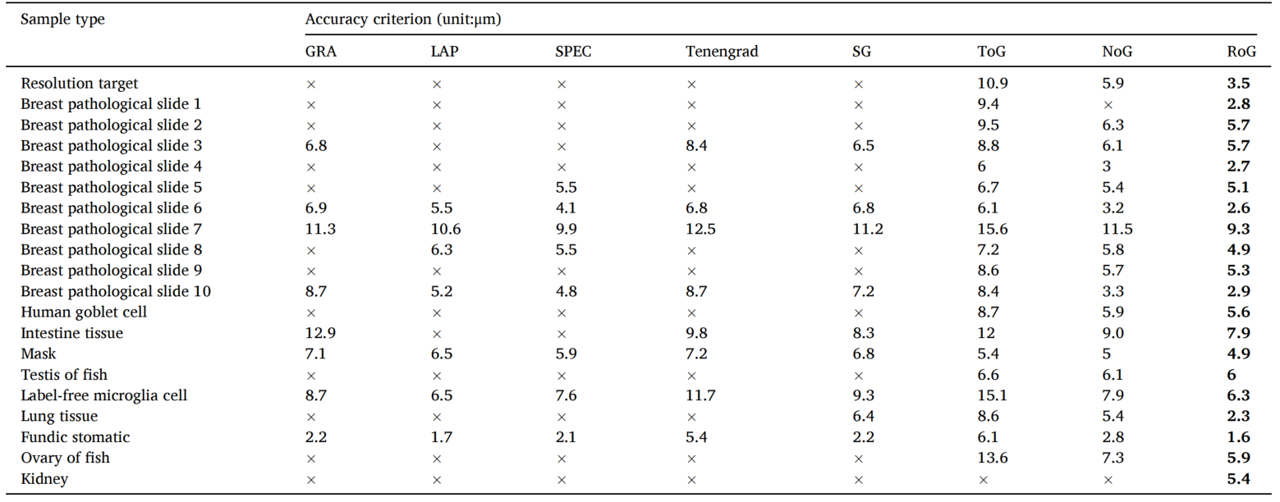 Sample type Accuracy criterion (unit:μm)
GRA LAP SPEC Tenengrad SG ToG NoG RoG
Resolution target × × × × × 10.9 5.9 3.5
Breast pathological slide 1 × × × × × 9.4 × 2.8
Breast pathological slide 2 × × × × × 9.5 6.3 5.7
Breast pathological slide 3 6.8 × × 8.4 6.5 8.8 6.1 5.7
Breast pathological slide 4 × × × × × 6 3 2.7
Breast pathological slide 5 × × 5.5 × × 6.7 5.4 5.1
Breast pathological slide 6 6.9 5.5 4.1 6.8 6.8 6.1 3.2 2.6
Breast pathological slide 7 11.3 10.6 9.9 12.5 11.2 15.6 11.5 9.3
Breast pathological slide 8 × 6.3 5.5 × × 7.2 5.8 4.9
Breast pathological slide 9 × × × × × 8.6 5.7 5.3
Breast pathological slide 10 8.7 5.2 4.8 8.7 7.2 8.4 3.3 2.9
Human goblet cell × × × × × 8.7 5.9 5.6
Intestine tissue 12.9 × × 9.8 8.3 12 9.0 7.9
Mask 7.1 6.5 5.9 7.2 6.8 5.4 5 4.9
Testis of fish × × × × × 6.6 6.1 6
Label-free microglia cell 8.7 6.5 7.6 11.7 9.3 15.1 7.9 6.3
Lung tissue × × × × 6.4 8.6 5.4 2.3
Fundic stomatic 2.2 1.7 2.1 5.4 2.2 6.1 2.8 1.6
Ovary of fish × × × × × 13.6 7.3 5.9
Kidney × × × × × × × 5.4